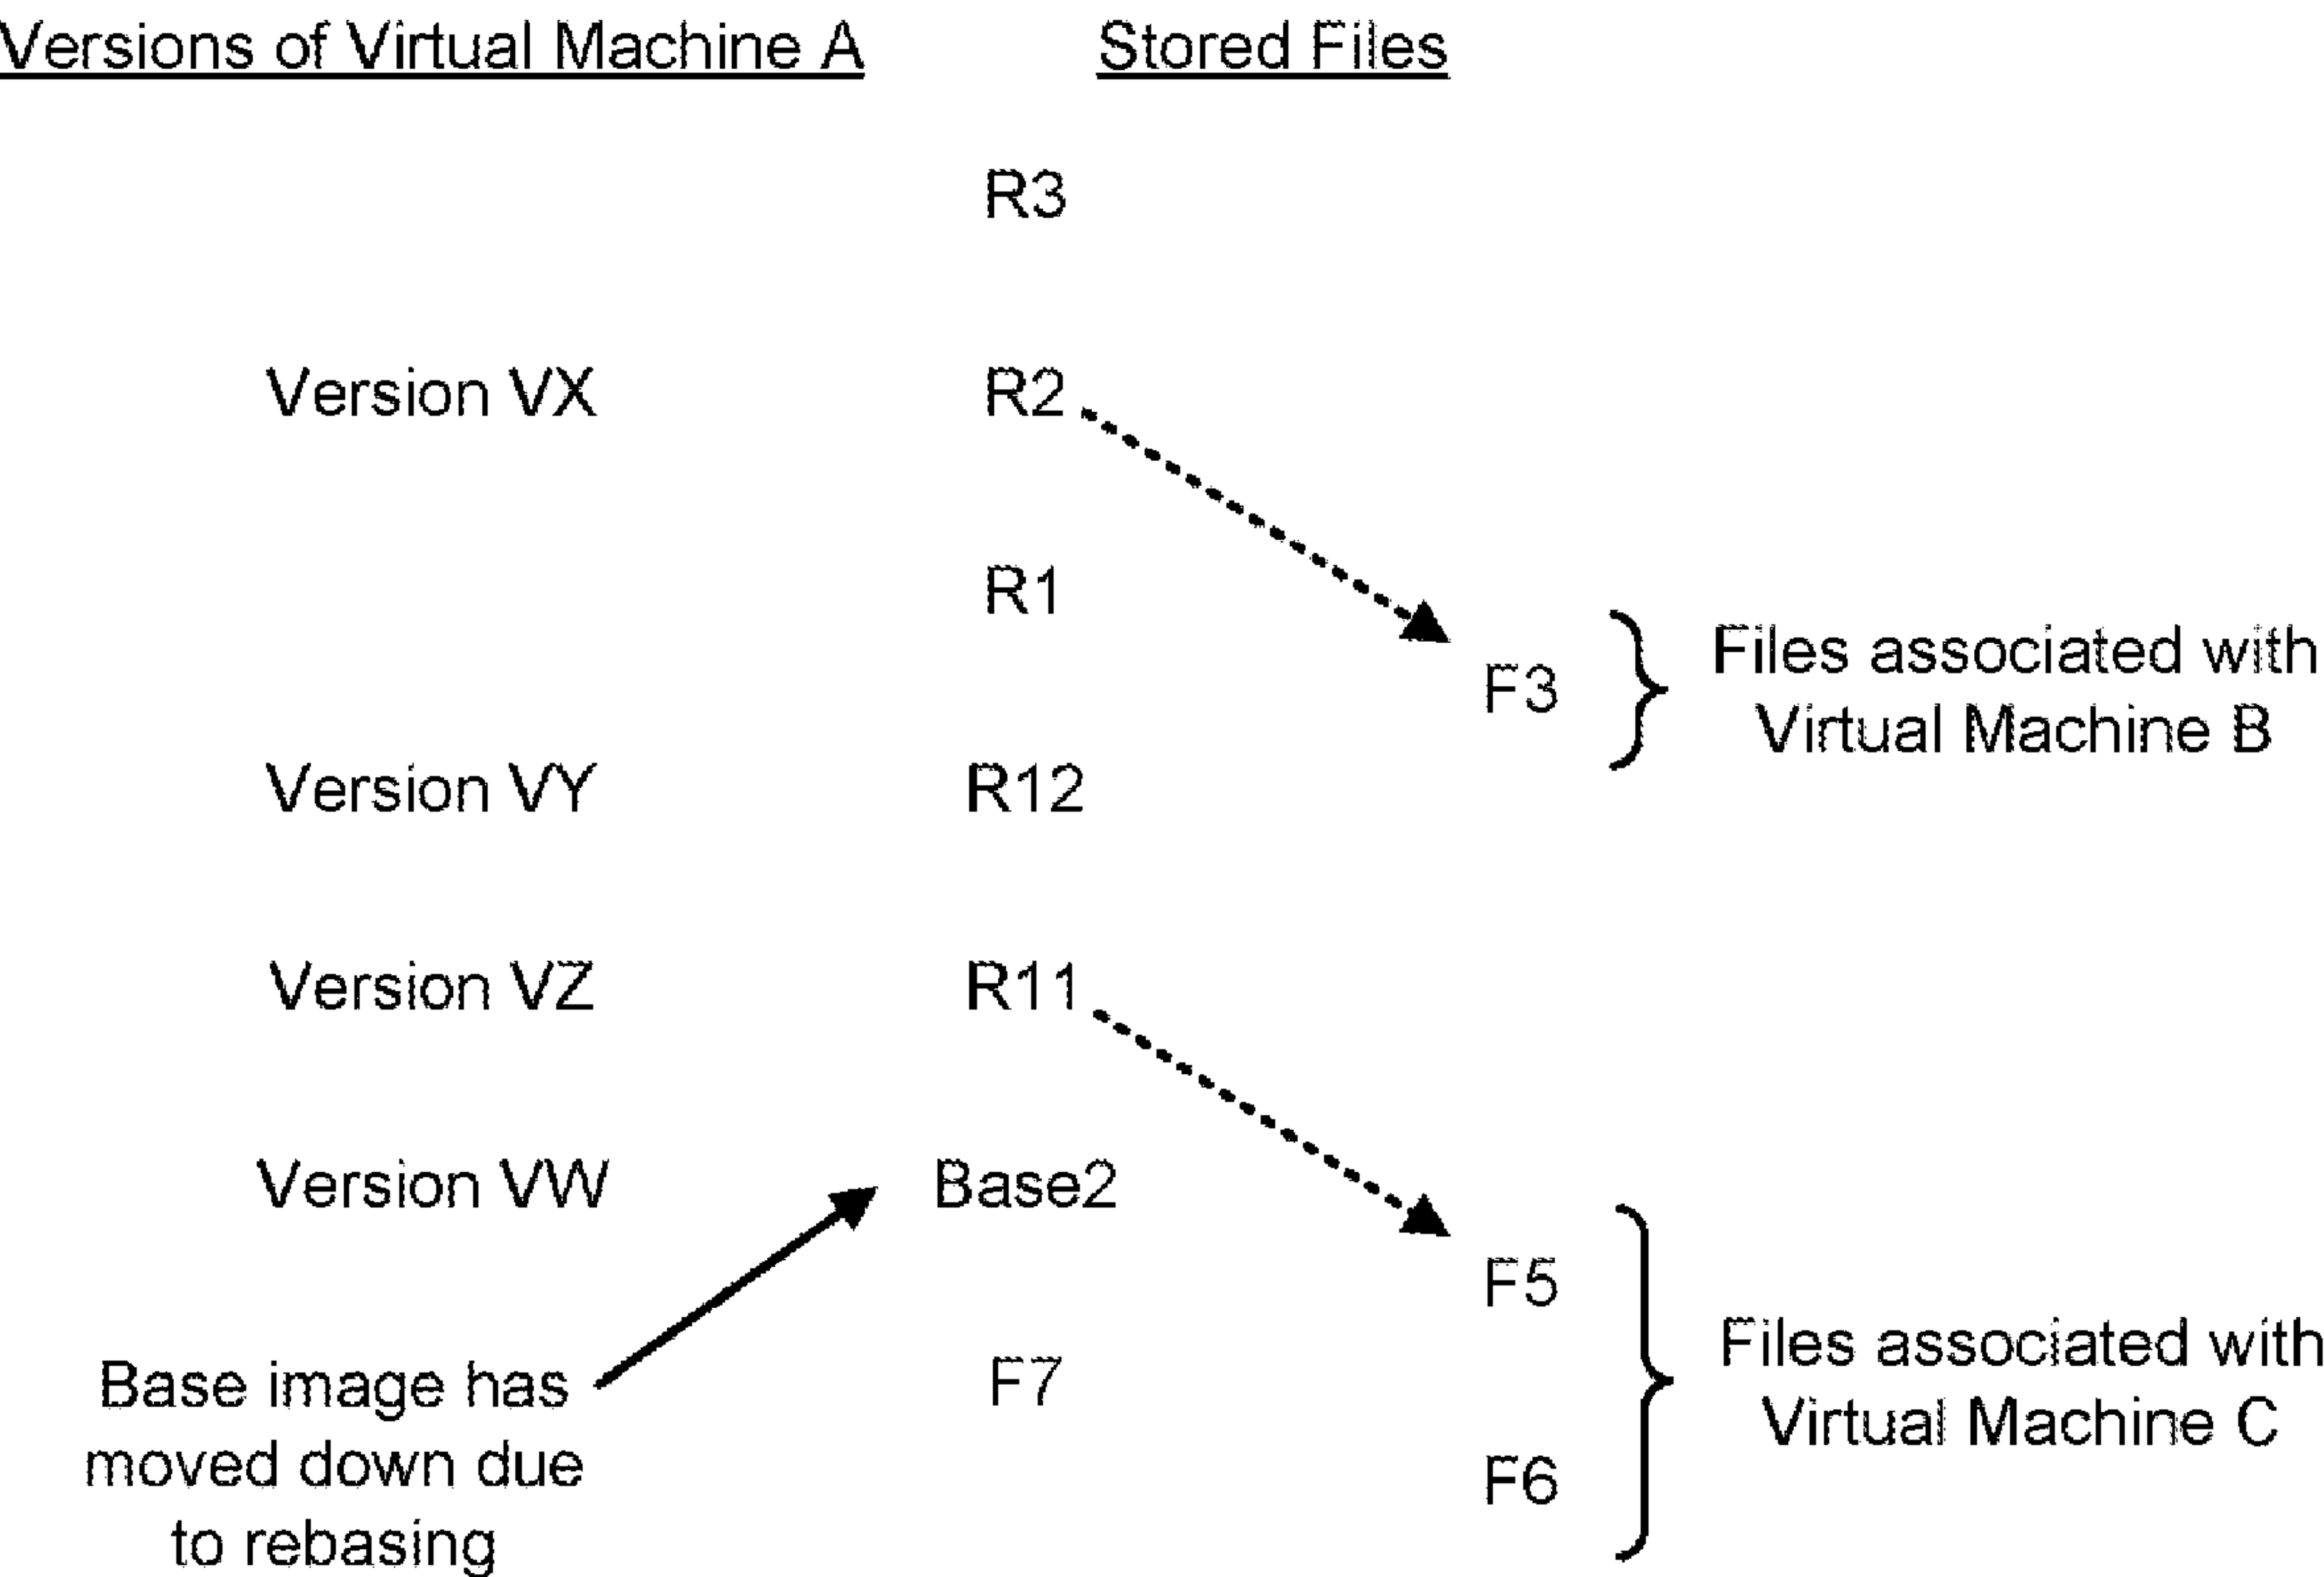 Versions of Virtual Machine A
Stored Files
R3
Version VX
R2
R1
F3
Files associated with
Virtual Machine B
Version VY
R12
Version VZ
R11
Version VW
Base2
F5
Base image has
moved down due
to rebasing
F7
F6
Files associated with
Virtual Machine C